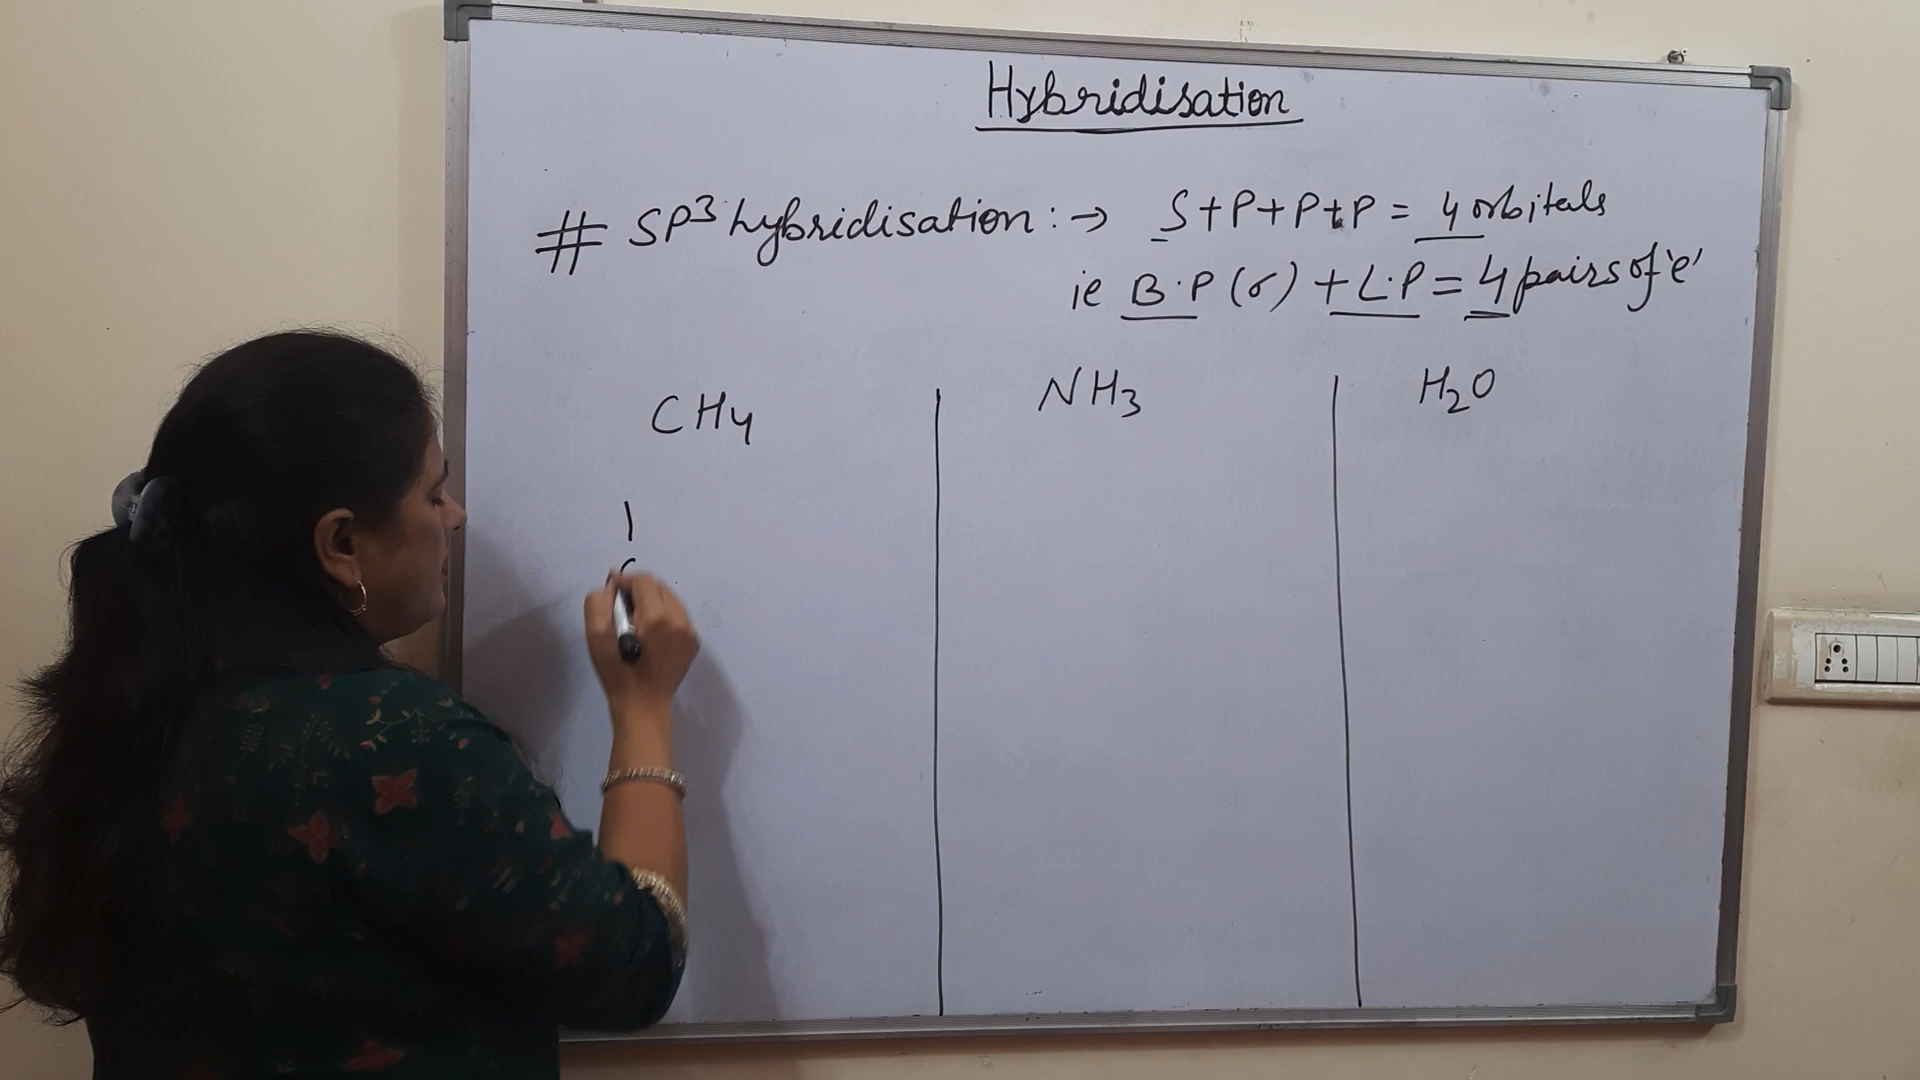 Hybridisation
# SP³ hybridisation :→ S+P+P+P = 4 orbitals
ie B.P (σ) + L.P = 4 pairs of 'e'
CH4 NH3 H2O
C